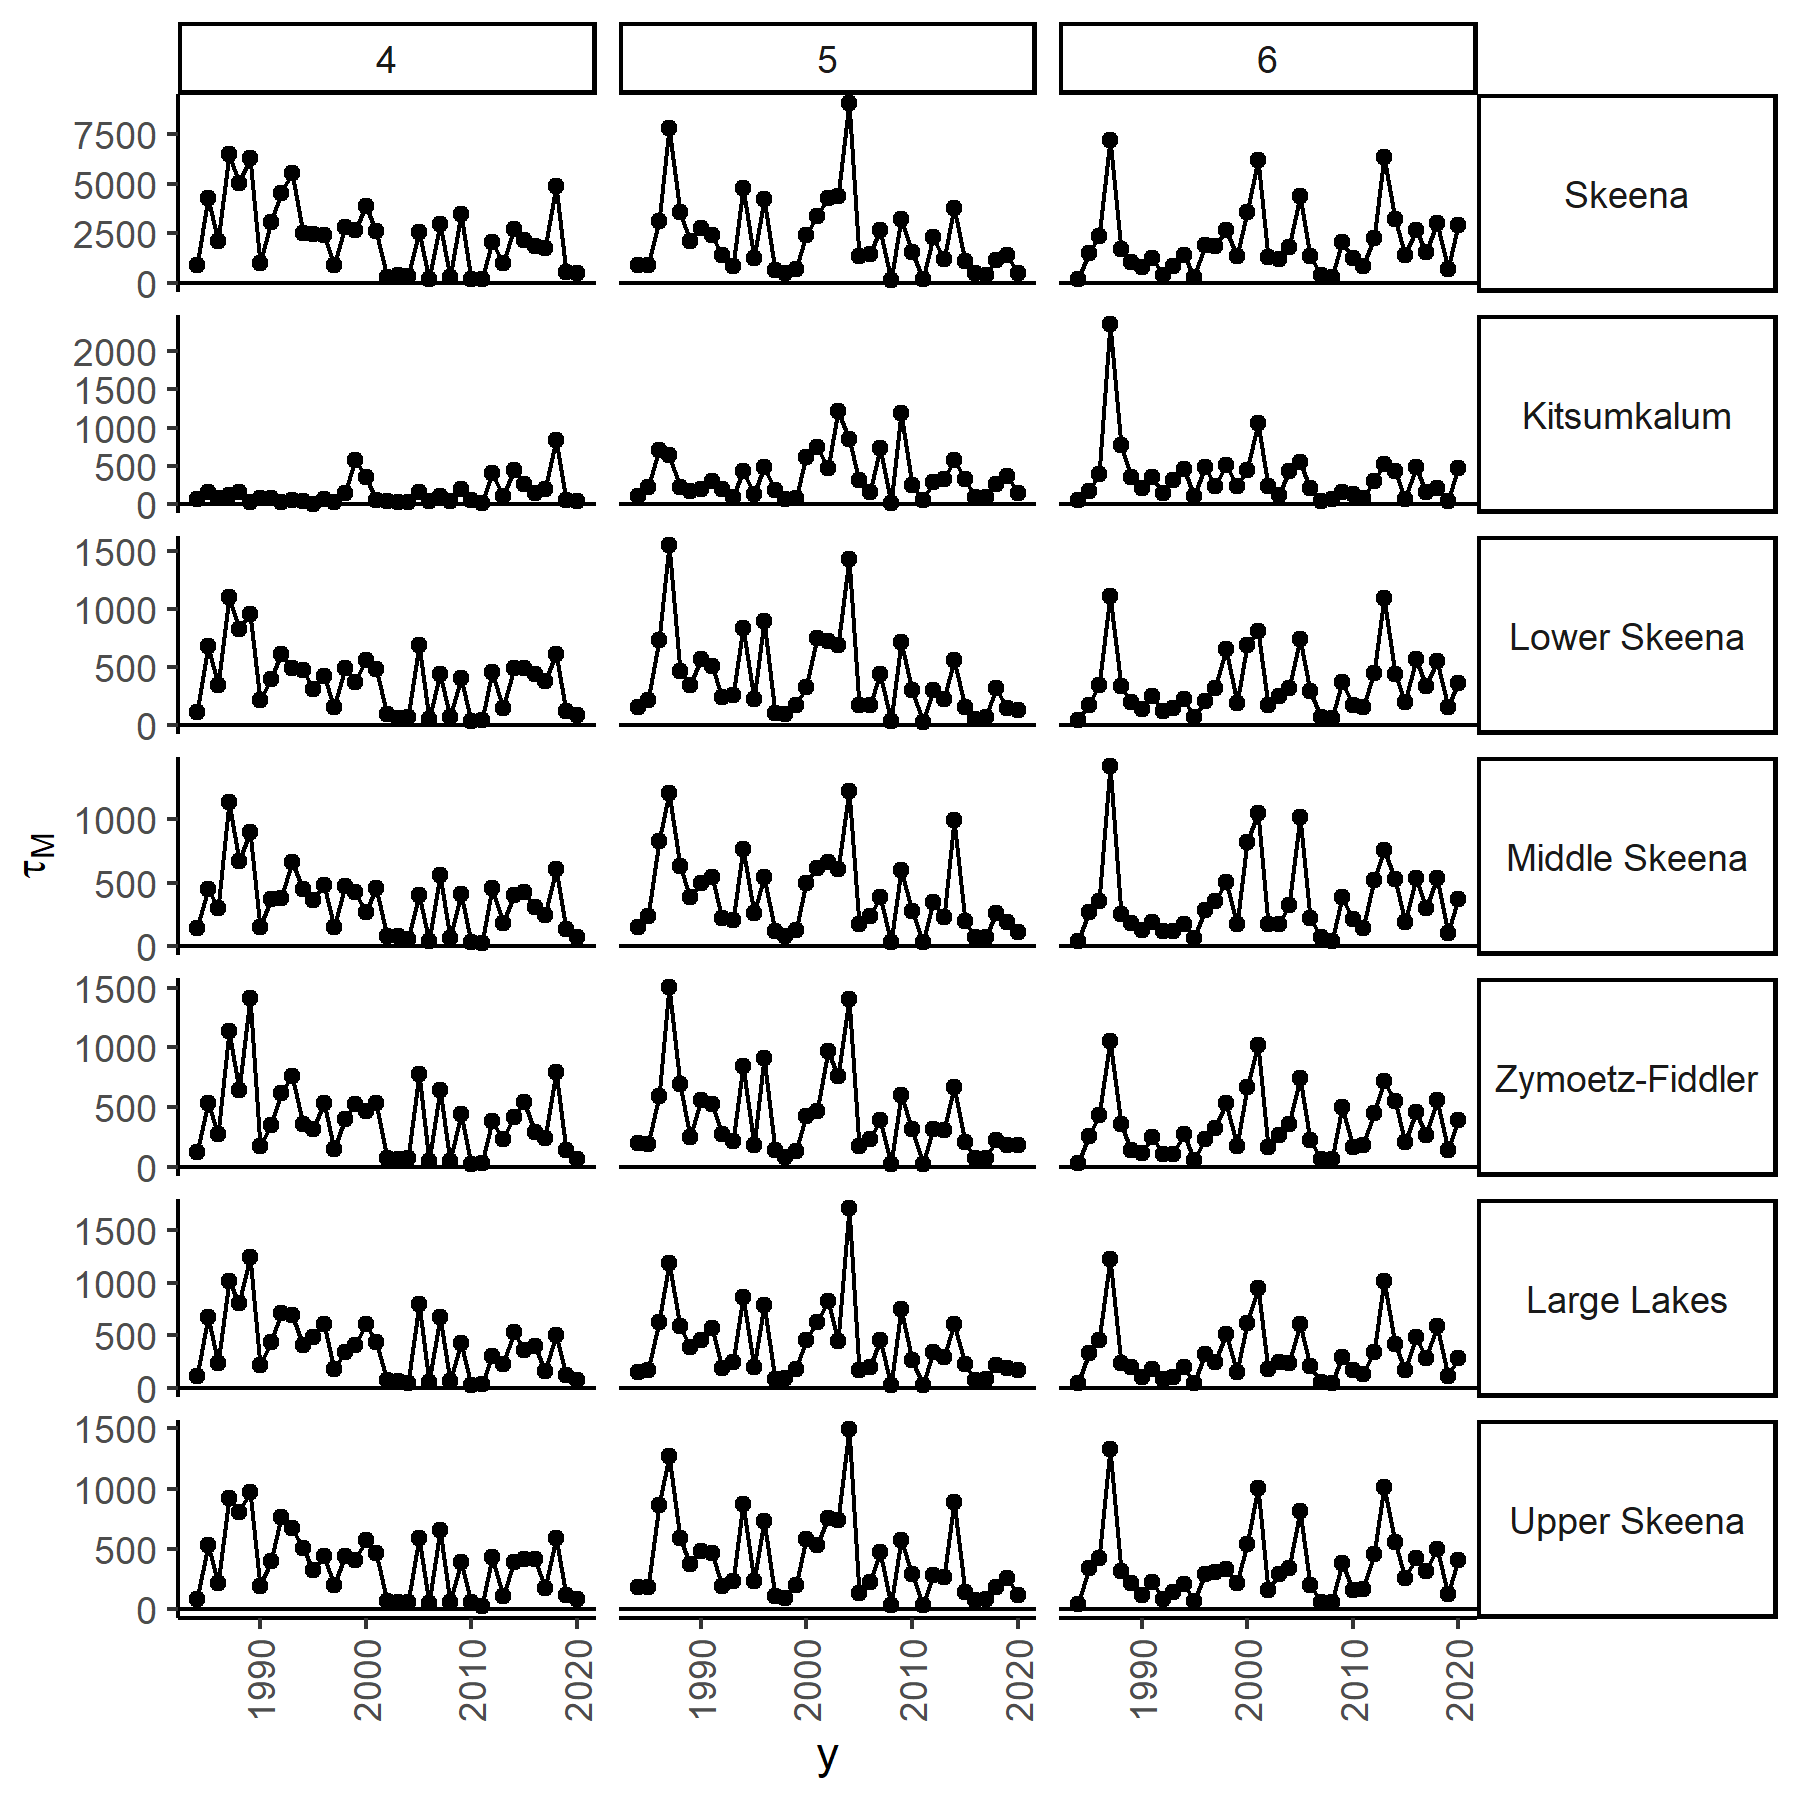 4 5 6
7500
5000
2500
0
Skeena
2000
1500
1000
500
0
Kitsumkalum
1500
1000
500
0
Lower Skeena
1000
500
0
Middle Skeena
1500
1000
500
0
Zymoetz-Fiddler
1500
1000
500
0
Large Lakes
1500
1000
500
0
Upper Skeena
τM
1990 2000 2010 2020 1990 2000 2010 2020 1990 2000 2010 2020
y